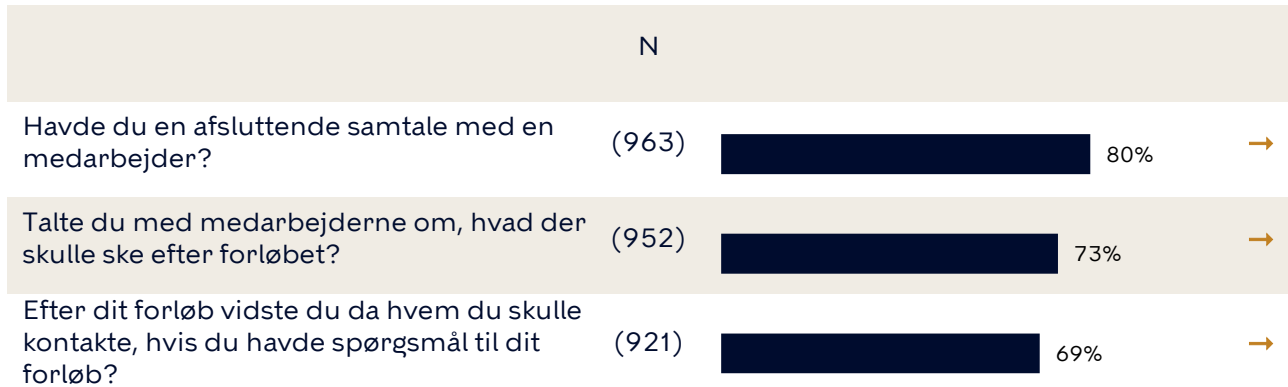 N
Havde du en afsluttende samtale med en
medarbejder?
(963)
80%
→
Talte du med medarbejderne om, hvad der
skulle ske efter forløbet?
(952)
73%
→
Efter dit forløb vidste du da hvem du skulle
kontakte, hvis du havde spørgsmål til dit
forløb?
(921)
69%
→